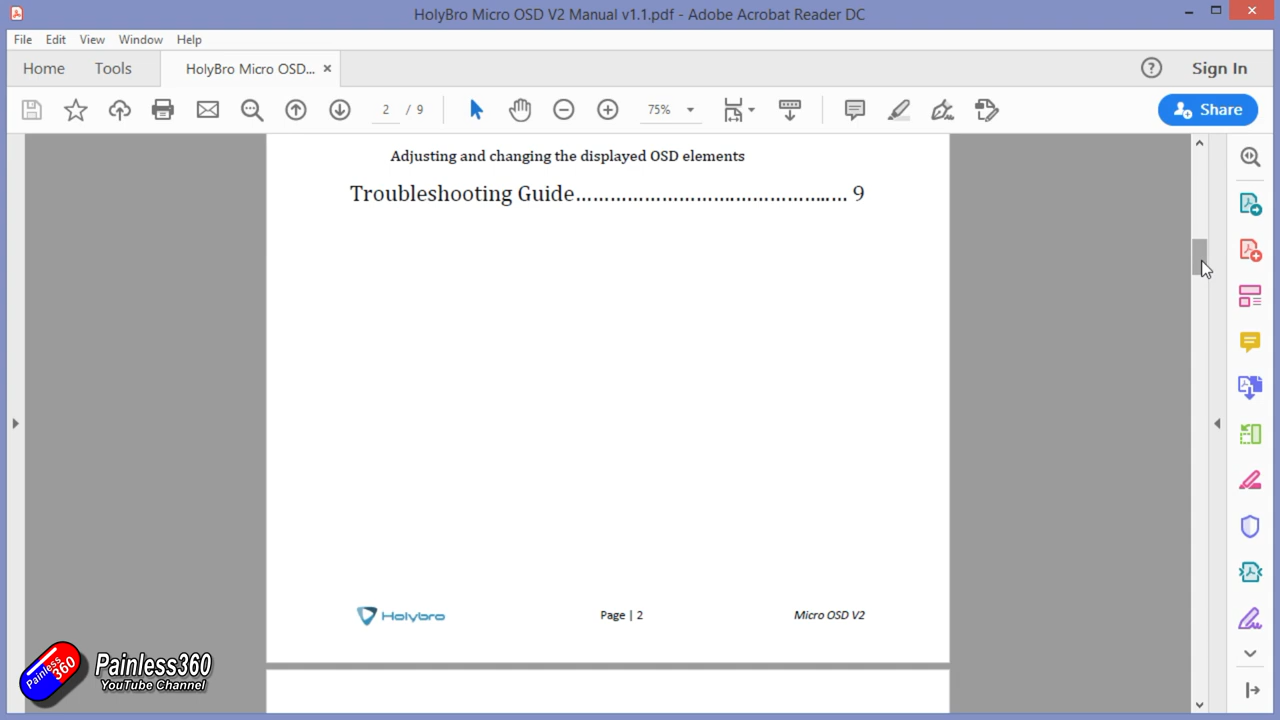 HolyBro Micro OSD V2 Manual v1.1.pdf - Adobe Acrobat Reader DC
File Edit View Window Help
Home Tools HolyBro Micro OSD... × Sign In
2 / 9 75% Share
Adjusting and changing the displayed OSD elements
Troubleshooting Guide................................................ 9
Holybro Page | 2 Micro OSD V2
Painless 360
Painless360
YouTube Channel